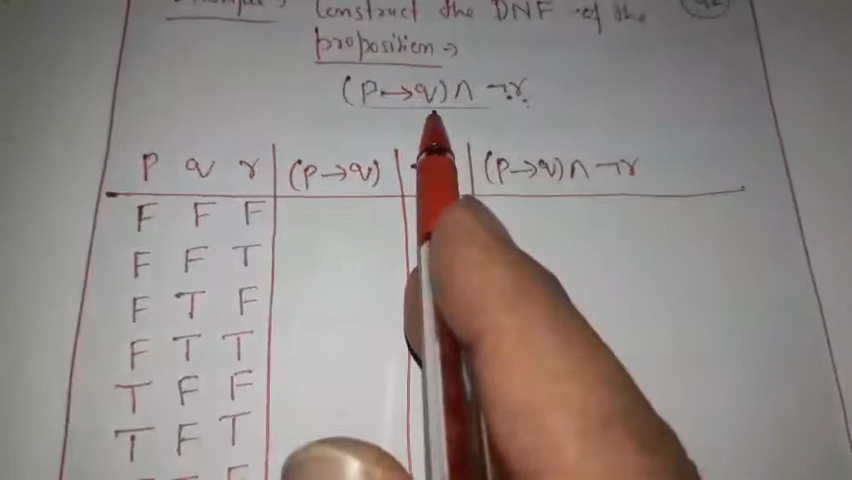 Construct the DNF of the
proposition:-
(P→q)∧ ¬r.
P q r (P→q) (P→q)∧¬r
F F F
F F T
F T F
F T T
T F F
T F T
F